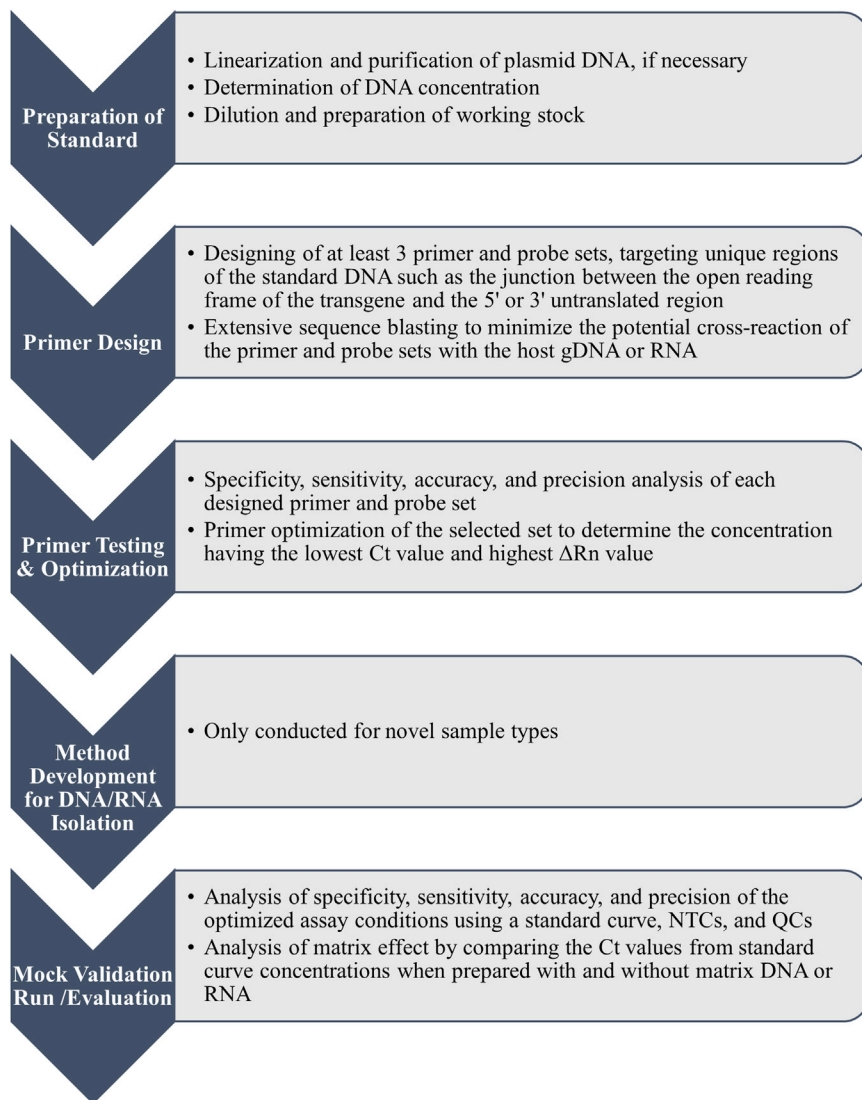 Preparation of
Standard
• Linearization and purification of plasmid DNA, if necessary
• Determination of DNA concentration
• Dilution and preparation of working stock
Primer Design
• Designing of at least 3 primer and probe sets, targeting unique regions
of the standard DNA such as the junction between the open reading
frame of the transgene and the 5' or 3' untranslated region
• Extensive sequence blasting to minimize the potential cross-reaction of
the primer and probe sets with the host gDNA or RNA
Primer Testing
& Optimization
• Specificity, sensitivity, accuracy, and precision analysis of each
designed primer and probe set
• Primer optimization of the selected set to determine the concentration
having the lowest Ct value and highest ΔRn value
Method
Development
for DNA/RNA
Isolation
• Only conducted for novel sample types
Mock Validation
Run /Evaluation
• Analysis of specificity, sensitivity, accuracy, and precision of the
optimized assay conditions using a standard curve, NTCs, and QCs
• Analysis of matrix effect by comparing the Ct values from standard
curve concentrations when prepared with and without matrix DNA or
RNA